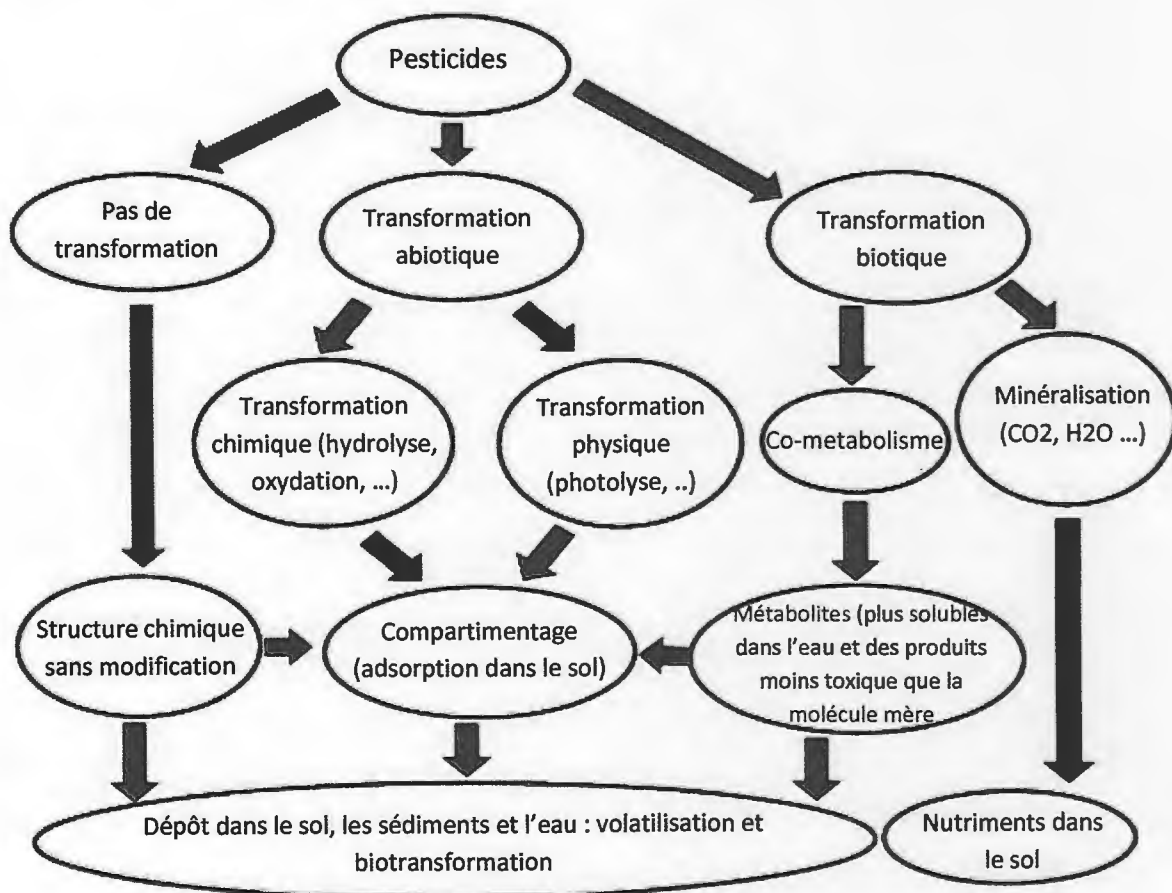 Pesticides
Pas de
transformation
Transformation
abiotique
Transformation
biotique
Transformation
chimique (hydrolyse,
oxydation, ...)
Transformation
physique
(photolyse, ..)
Co-metabolisme
Minéralisation
(CO2, H2O ...)
Structure chimique
sans modification
Compartimentage
(adsorption dans le sol)
Métabolites (plus solubles
dans l'eau et des produits
moins toxique que la
molécule mère
Dépôt dans le sol, les sédiments et l'eau : volatilisation et
biotransformation
Nutriments dans
le sol